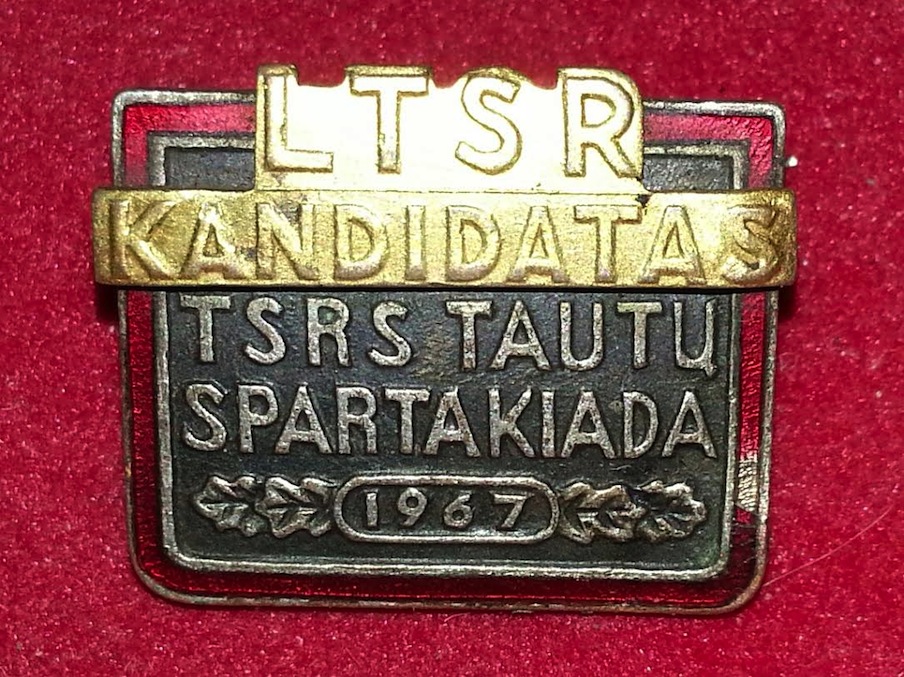 LTSR
KANDIDATAS
TSRS TAUTŲ
SPARTAKIADA
1967